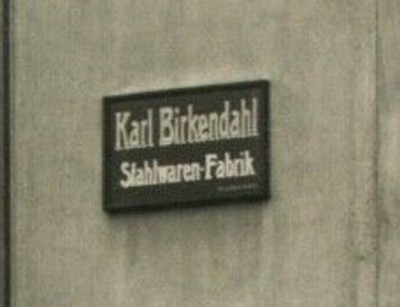 Karl Birkendahl
Stahlwaren-Fabrik